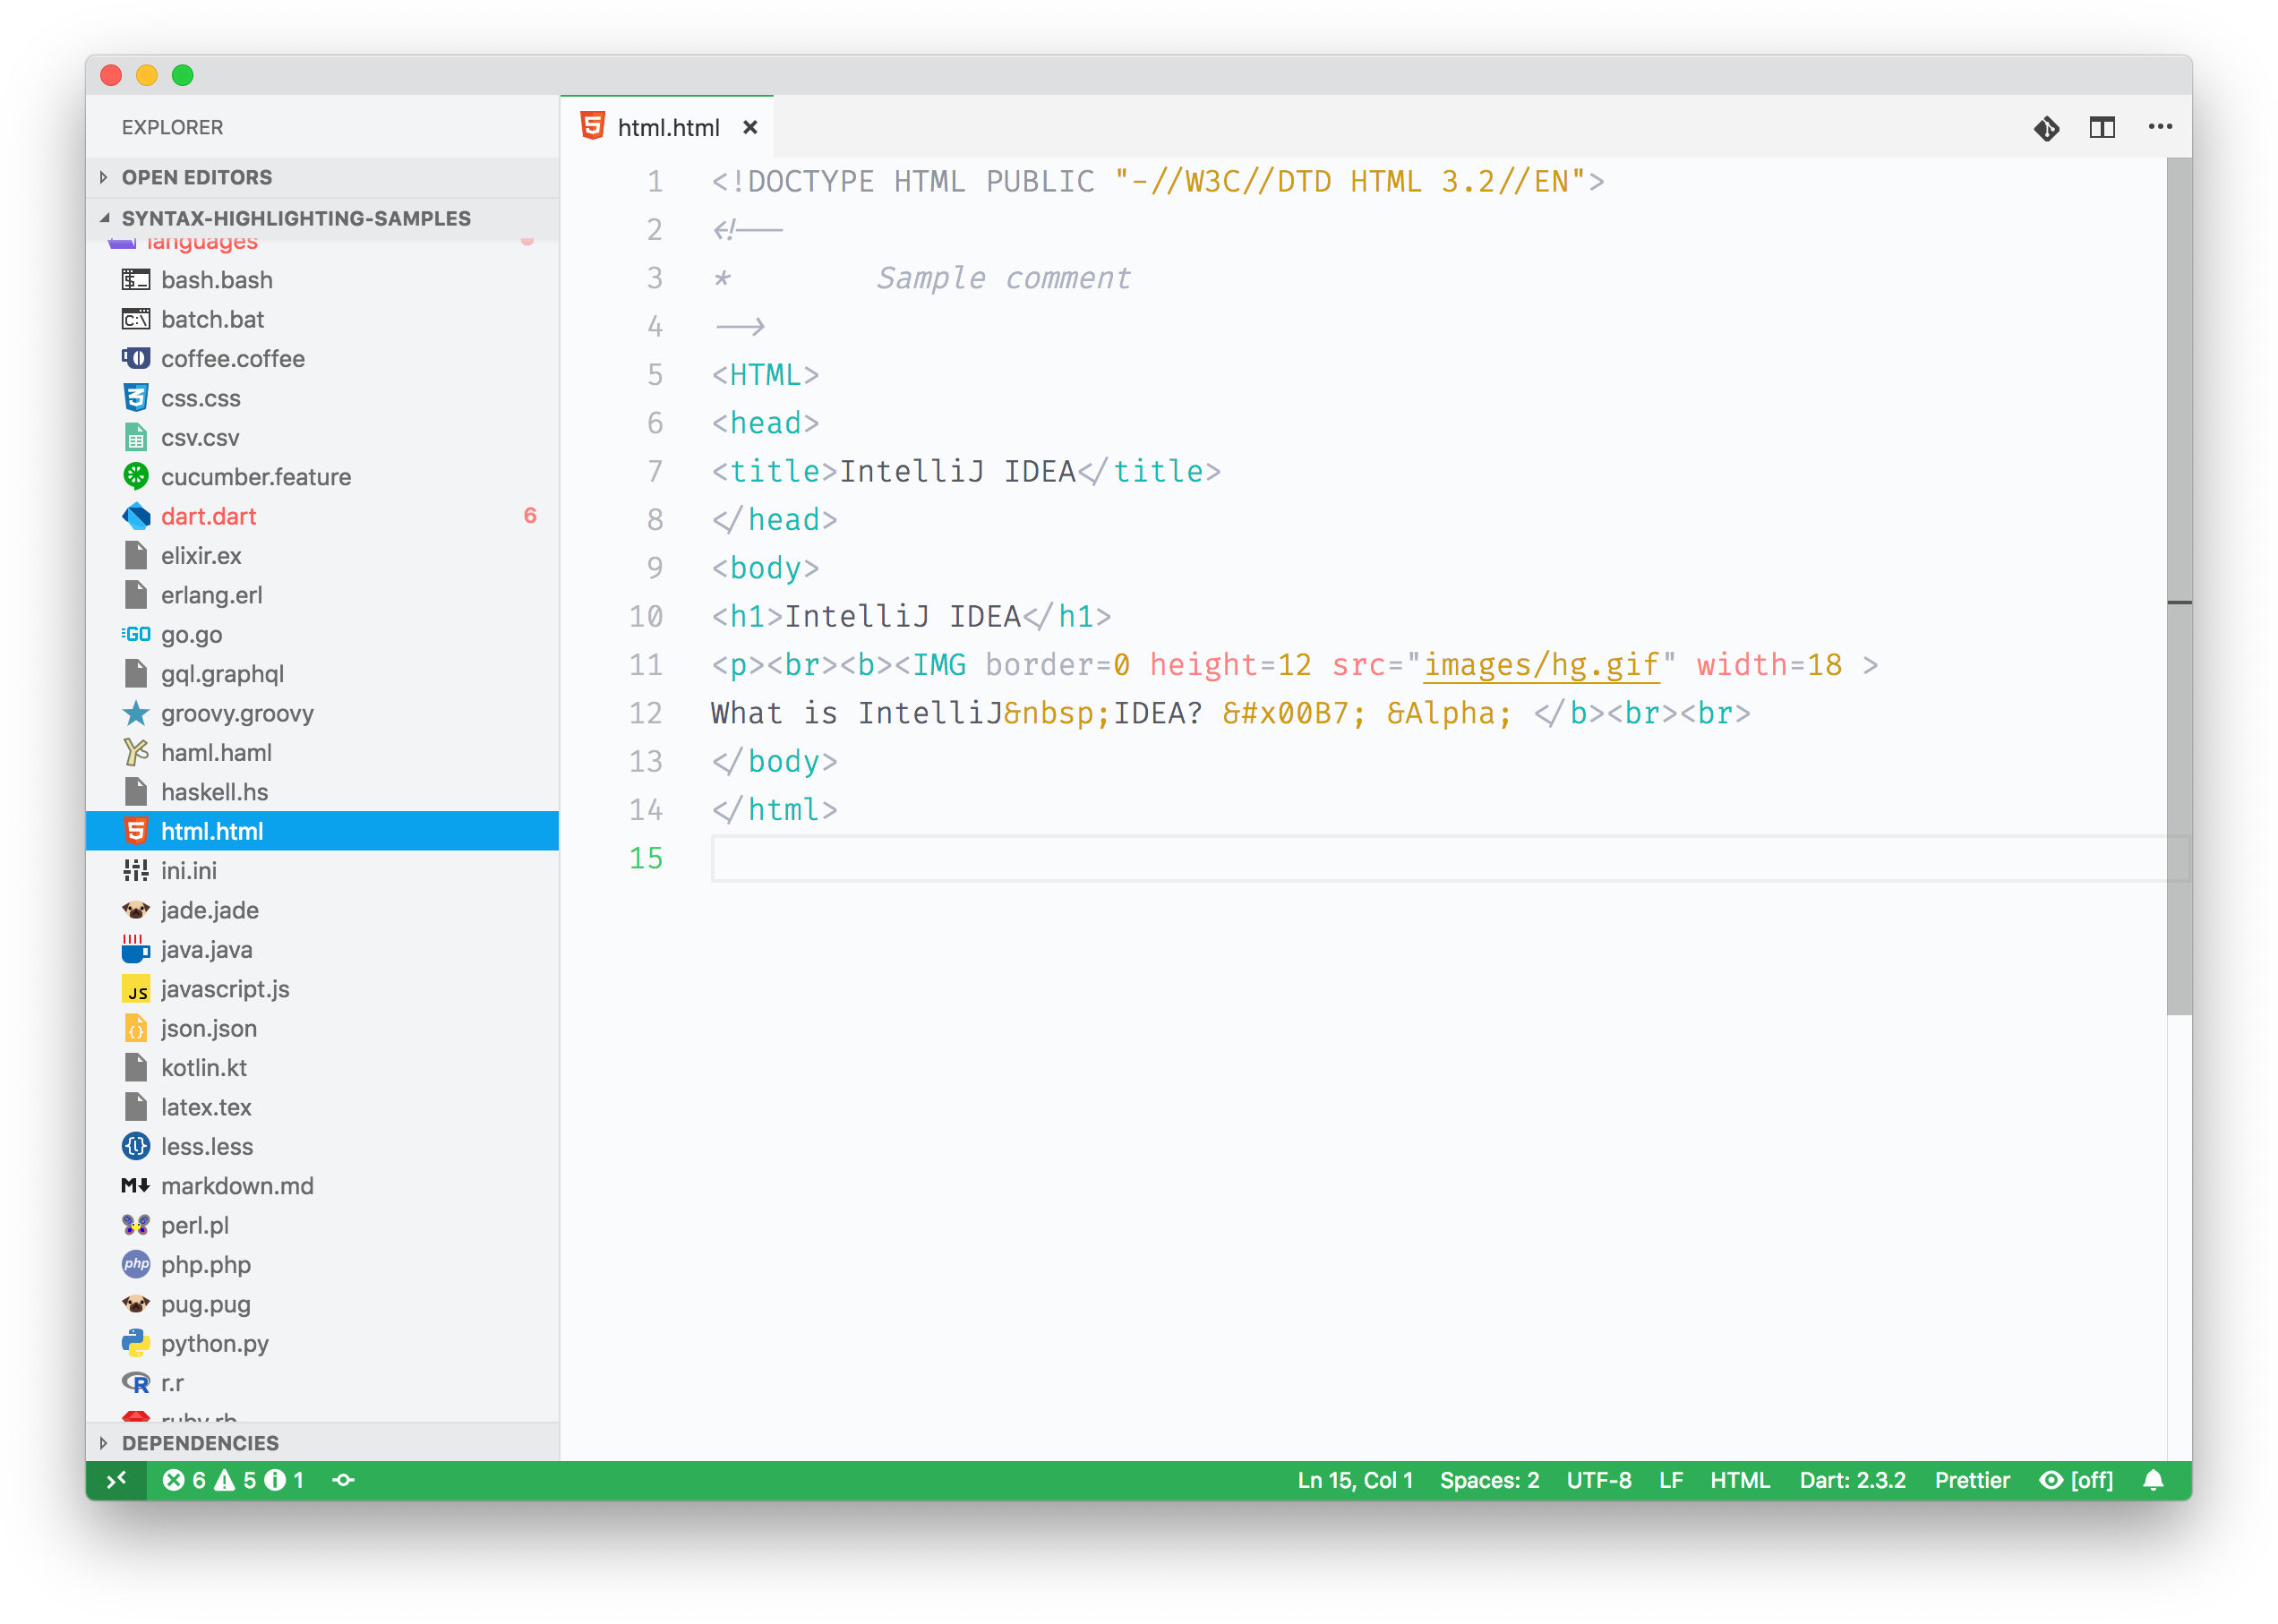 EXPLORER
OPEN EDITORS
SYNTAX-HIGHLIGHTING-SAMPLES
languages
bash.bash
batch.bat
coffee.coffee
css.css
csv.csv
cucumber.feature
dart.dart 6
elixir.ex
erlang.erl
go.go
gql.graphql
groovy.groovy
haml.haml
haskell.hs
html.html
ini.ini
jade.jade
java.java
javascript.js
json.json
kotlin.kt
latex.tex
less.less
markdown.md
perl.pl
php.php
pug.pug
python.py
r.r
ruby.rb
DEPENDENCIES
html.html
1 <!DOCTYPE HTML PUBLIC "-//W3C//DTD HTML 3.2//EN">
2 <!--
3 *        Sample comment
4 -->
5 <HTML>
6 <head>
7 <title>IntelliJ IDEA</title>
8 </head>
9 <body>
10 <h1>IntelliJ IDEA</h1>
11 <p><br><b><IMG border=0 height=12 src="images/hg.gif" width=18 >
12 What is IntelliJ&nbsp;IDEA? &#x00B7; &Alpha; </b><br><br>
13 </body>
14 </html>
15
6 5 1 Ln 15, Col 1 Spaces: 2 UTF-8 LF HTML Dart: 2.3.2 Prettier [off]